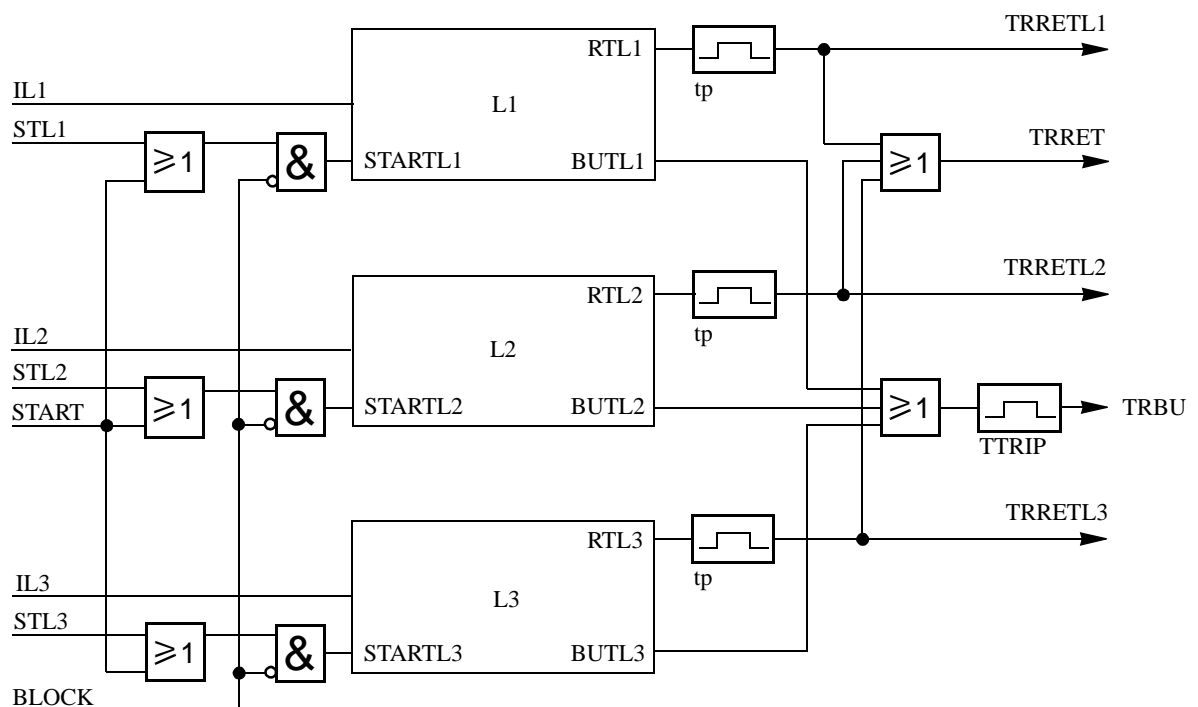 TRRETL1
RTL1
tp
IL1
L1
STL1
≥1
&
STARTL1
BUTL1
≥1
TRRET
TRRETL2
RTL2
tp
IL2
L2
STL2
≥1
&
START
STARTL2
BUTL2
≥1
TRBU
TTRIP
TRRETL3
RTL3
tp
IL3
L3
STL3
≥1
&
STARTL3
BUTL3
BLOCK